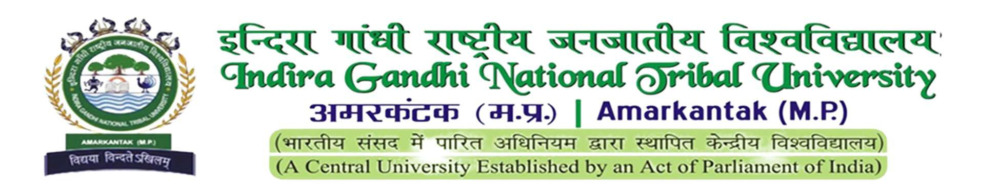 इन्दिरा गांधी राष्ट्रीय जनजातीय विश्वविद्यालय
INDIRA GANDHI NATIONAL TRIBAL UNIVERSITY
AMARKANTAK (M.P.)
विद्यया विन्दतेऽखिलम्
इन्दिरा गांधी राष्ट्रीय जनजातीय विश्वविद्यालय
Indira Gandhi National Tribal University
अमरकंटक (म.प्र.) | Amarkantak (M.P.)
(भारतीय संसद में पारित अधिनियम द्वारा स्थापित केन्द्रीय विश्वविद्यालय)
(A Central University Established by an Act of Parliament of India)